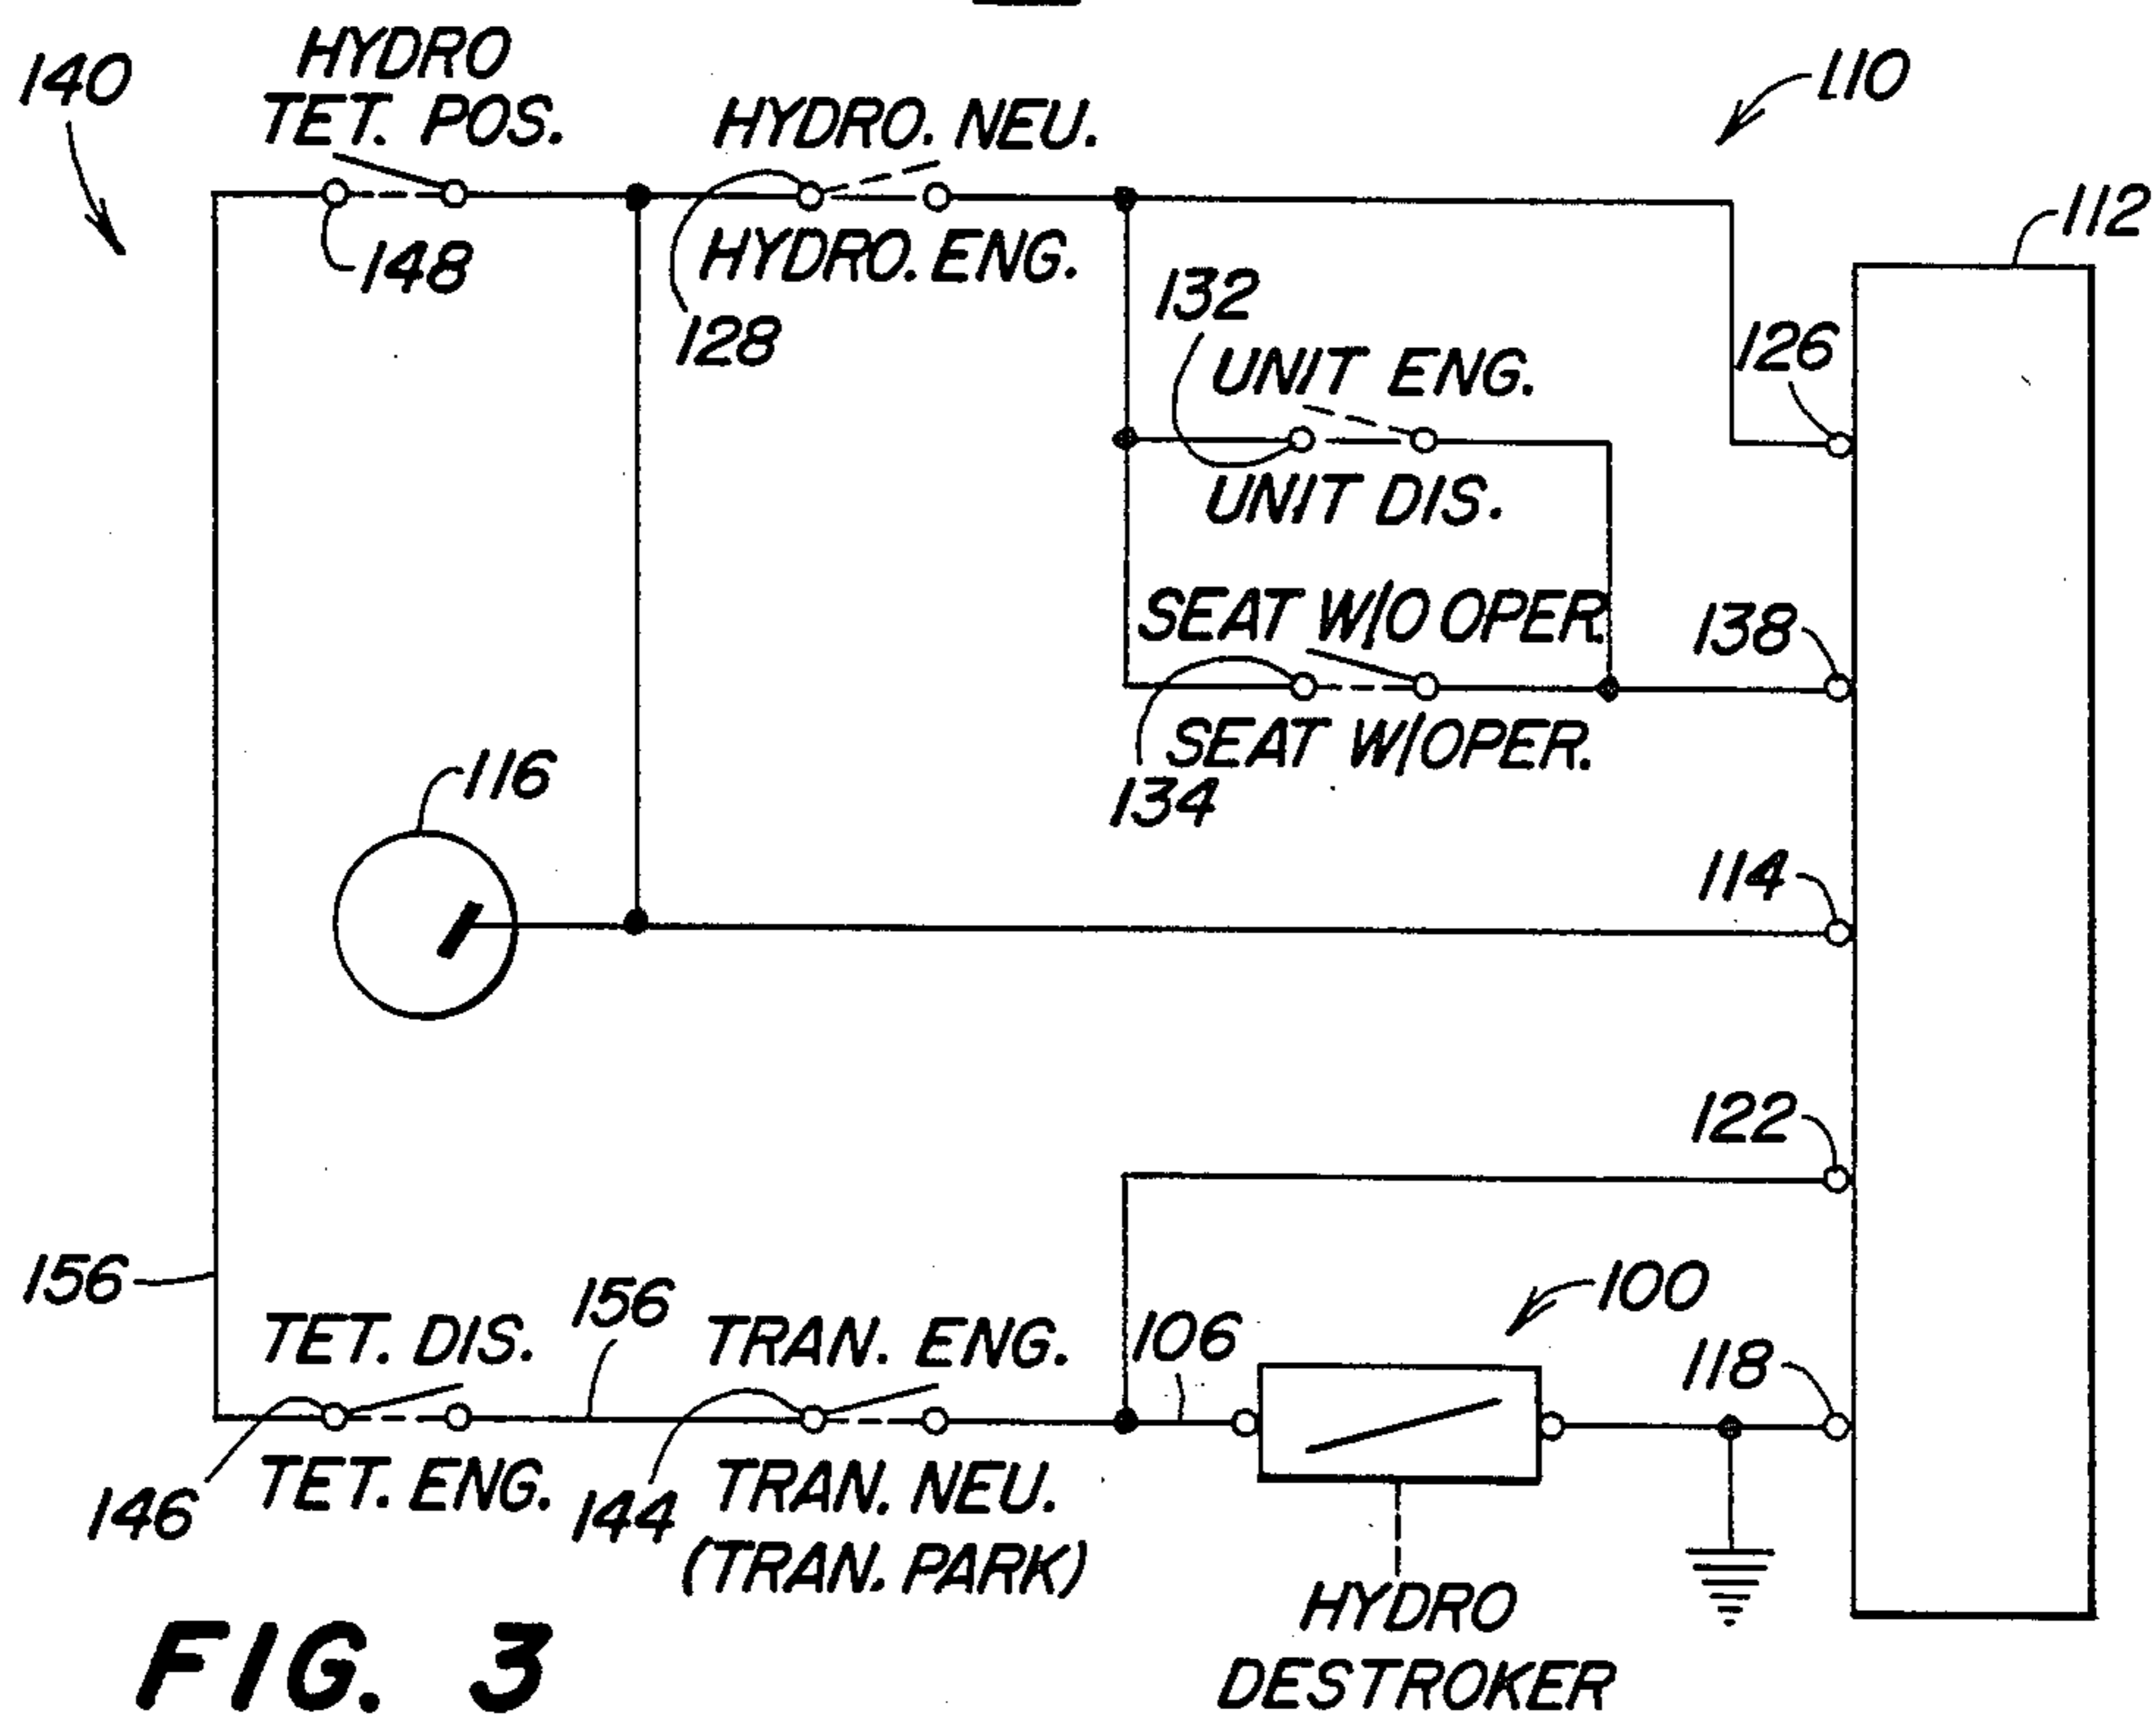 140
HYDRO
TET. POS.
HYDRO. NEU.
110
148
HYDRO. ENG.
128
112
132
UNIT ENG.
126
UNIT DIS.
SEAT W/O OPER.
138
SEAT W/OPER.
134
116
114
122
156
TET. DIS.
156
TRAN. ENG.
106
100
118
146
TET. ENG.
144
TRAN. NEU.
(TRAN. PARK)
HYDRO
DESTROKER
FIG. 3